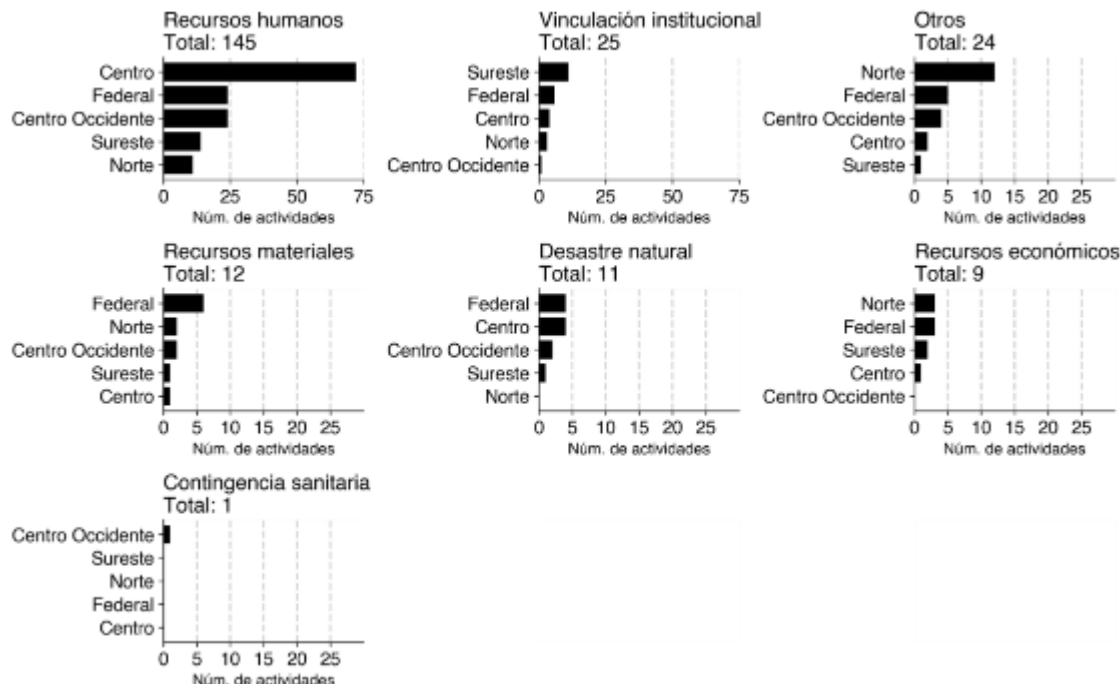 Recursos humanos
Total: 145
Centro
Federal
Centro Occidente
Sureste
Norte
0 25 50 75
Núm. de actividades
Vinculación institucional
Total: 25
Sureste
Federal
Centro
Norte
Centro Occidente
0 25 50 75
Núm. de actividades
Otros
Total: 24
Norte
Federal
Centro Occidente
Centro
Sureste
0 5 10 15 20 25
Núm. de actividades
Recursos materiales
Total: 12
Federal
Norte
Centro Occidente
Sureste
Centro
0 5 10 15 20 25
Núm. de actividades
Desastre natural
Total: 11
Federal
Centro
Centro Occidente
Sureste
Norte
0 5 10 15 20 25
Núm. de actividades
Recursos económicos
Total: 9
Norte
Federal
Sureste
Centro
Centro Occidente
0 5 10 15 20 25
Núm. de actividades
Contingencia sanitaria
Total: 1
Centro Occidente
Sureste
Norte
Federal
Centro
0 5 10 15 20 25
Núm. de actividades